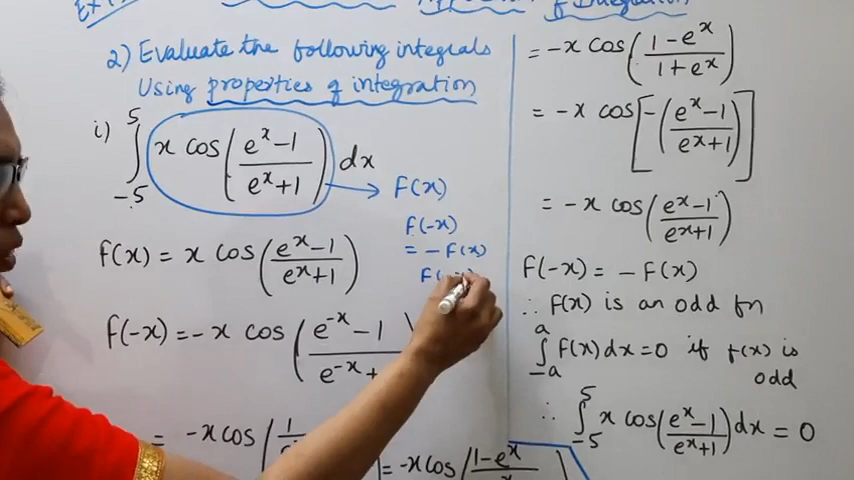 of Integration
2) Evaluate the following integrals
Using properties of integration
i) ∫_{-5}^{5} x cos((e^x-1)/(e^x+1)) dx
F(x)
F(-x)
= -F(x)
f(x) = x cos((e^x-1)/(e^x+1))
f(-x) = -x cos((e^-x-1)/(e^-x+
= -x cos(1/
= -x cos((1-e^x)/
= -x cos((1-e^x)/(1+e^x))
= -x cos[-((e^x-1)/(e^x+1))]
= -x cos((e^x-1)/(e^x+1))
F(-x) = -F(x)
∴ F(x) is an odd fn
∫_{-a}^{a} F(x)dx=0 if f(x) is
odd
∴ ∫_{-5}^{5} x cos((e^x-1)/(e^x+1))dx = 0